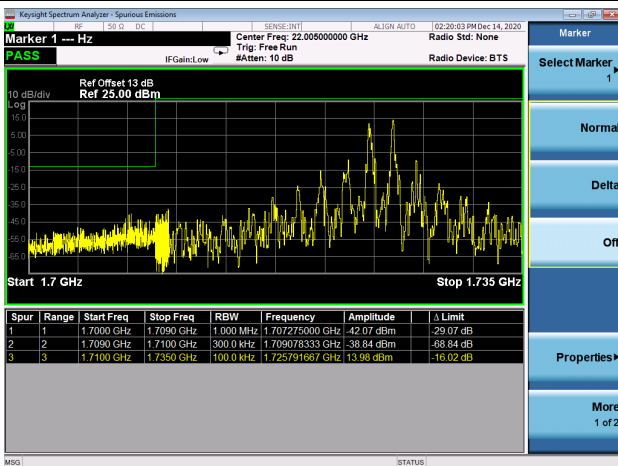 Keysight Spectrum Analyzer - Spurious Emissions
RF 50 Ω DC SENSE:INT ALIGN AUTO 02:20:03 PM Dec 14, 2020
Marker 1 --- Hz
Center Freq: 22.005000000 GHz
Radio Std: None
Trig: Free Run
PASS
IFGain:Low
#Atten: 10 dB
Radio Device: BTS
Ref Offset 13 dB
10 dB/div Ref 25.00 dBm
Log
15.0
5.00
-5.00
-15.0
-25.0
-35.0
-45.0
-55.0
-65.0
Start 1.7 GHz Stop 1.735 GHz
Spur Range Start Freq Stop Freq RBW Frequency Amplitude Δ Limit
1 1 1.7000 GHz 1.7090 GHz 1.000 MHz 1.707275000 GHz -42.07 dBm -29.07 dB
2 2 1.7090 GHz 1.7100 GHz 300.0 kHz 1.709078333 GHz -38.84 dBm -68.84 dB
3 3 1.7100 GHz 1.7350 GHz 100.0 kHz 1.725791667 GHz 13.98 dBm -16.02 dB
MSG STATUS
Marker
Select Marker
1
Normal
Delta
Off
Properties
More
1 of 2